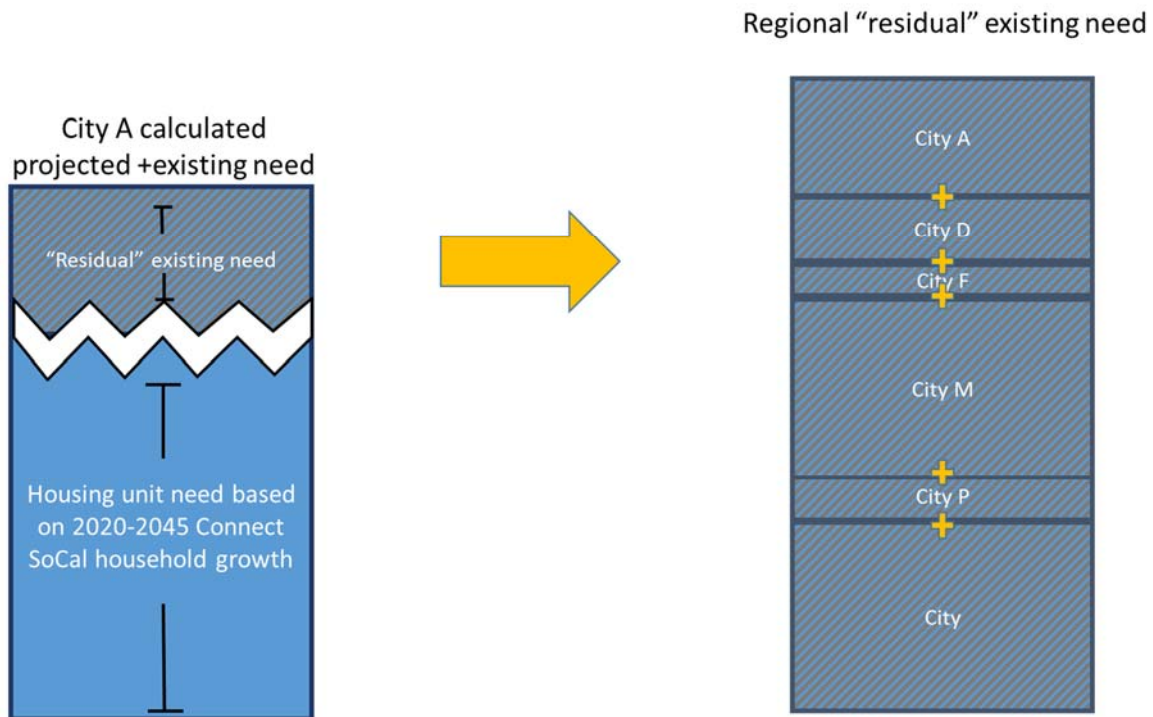 Regional “residual” existing need
City A calculated
projected +existing need
“Residual” existing need
Housing unit need based
on 2020-2045 Connect
SoCal household growth
City A
City D
City F
City M
City P
City